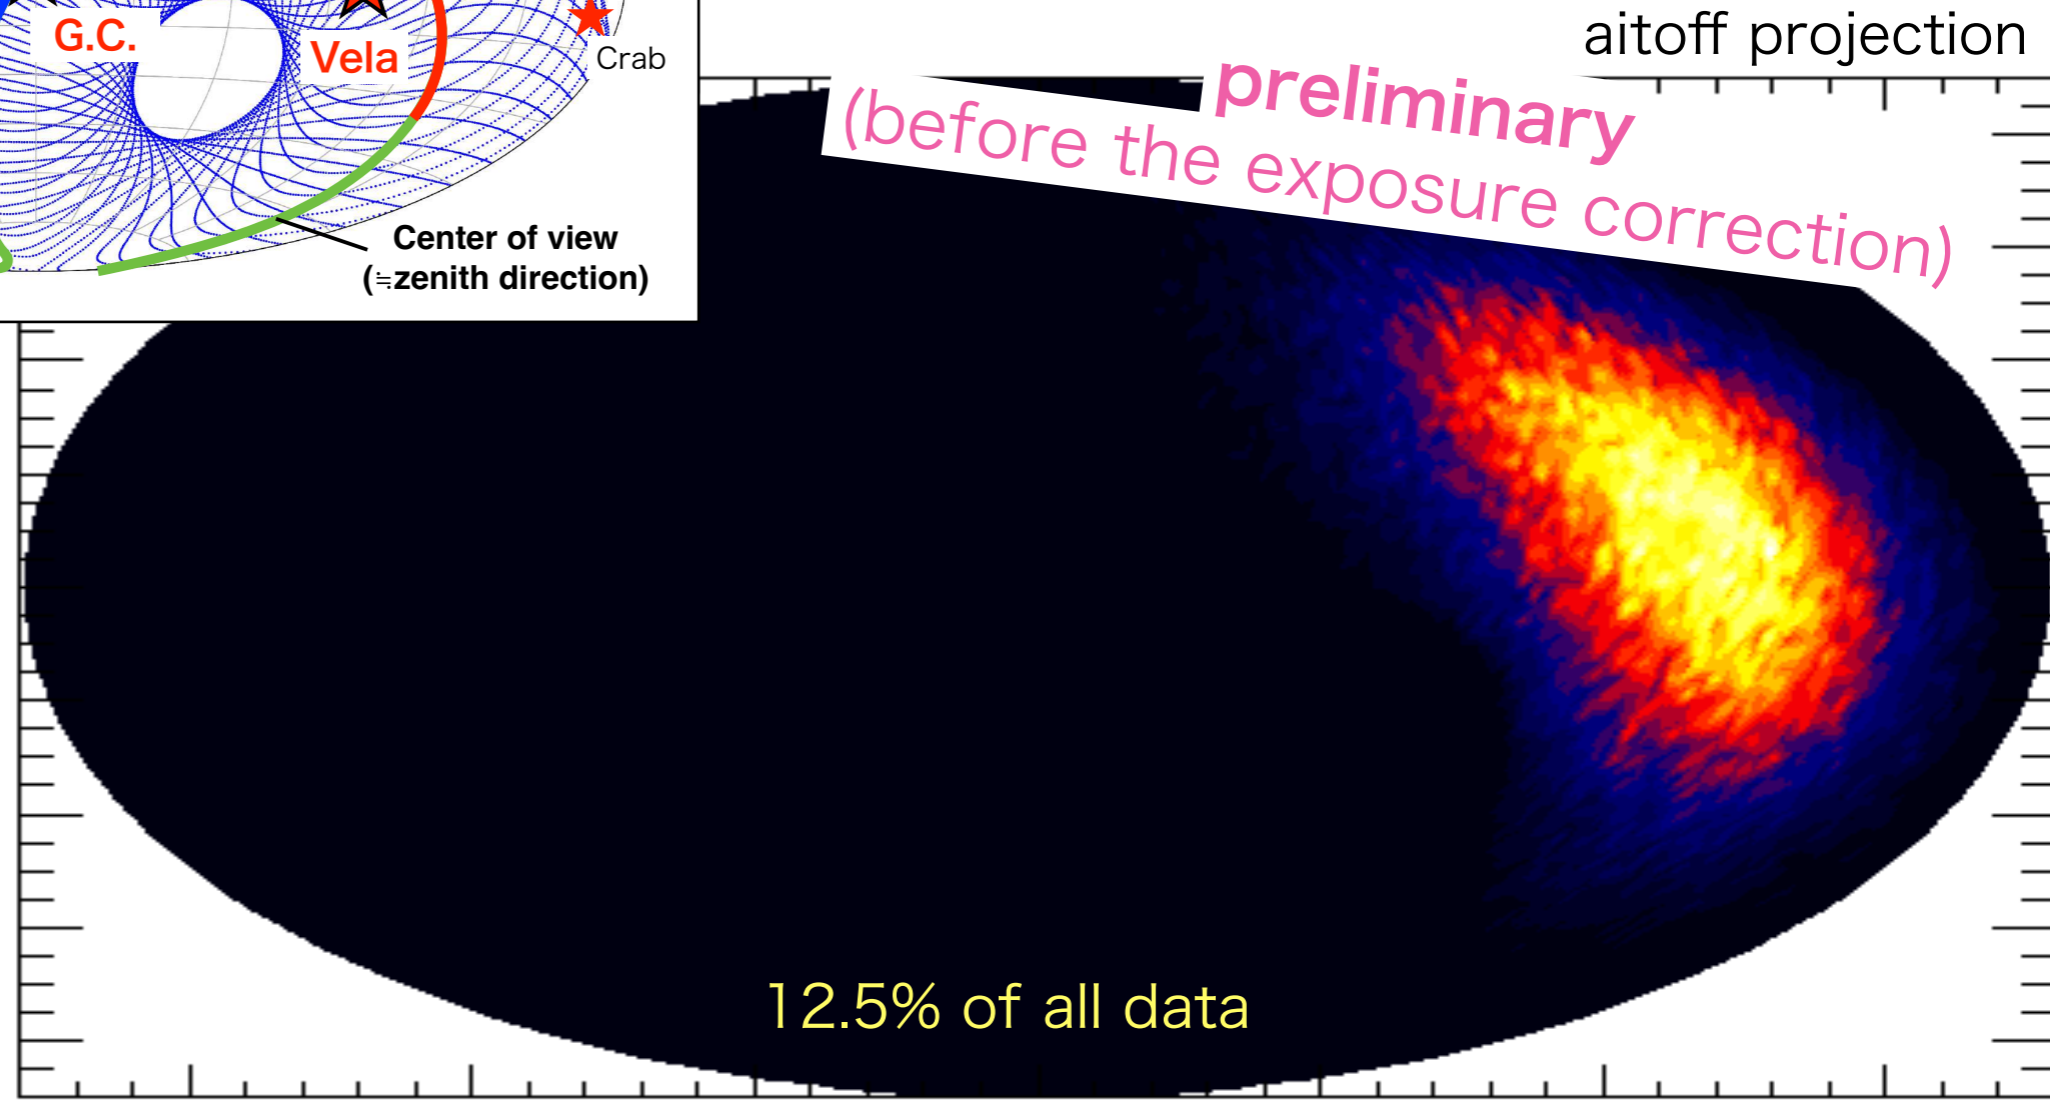 aitoff projection
G.C.
Vela
Crab
preliminary
(before the exposure correction)
Center of view
(≒zenith direction)
12.5% of all data